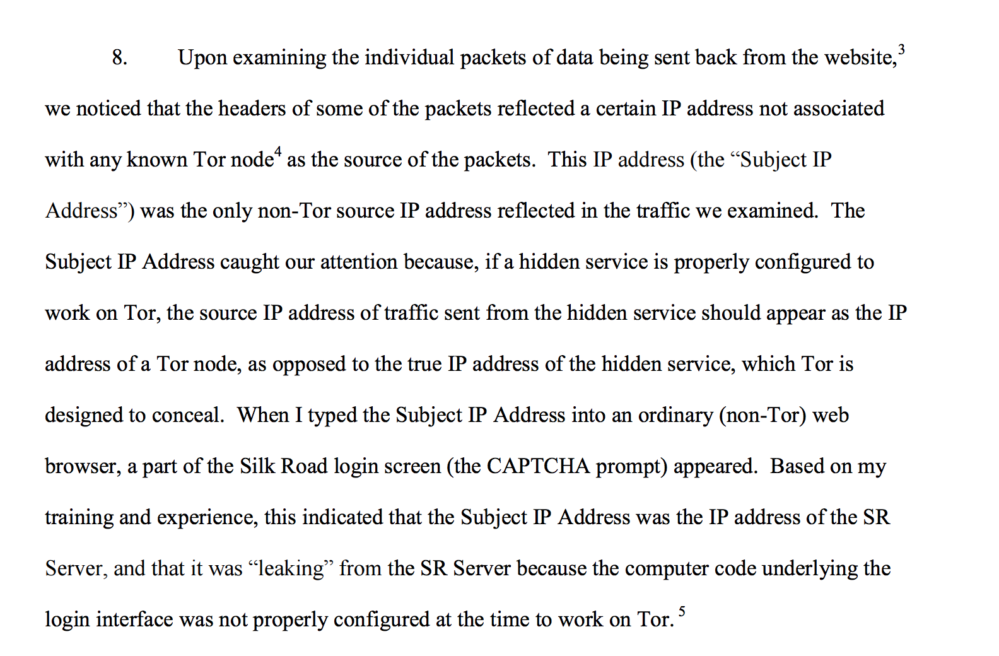 8. Upon examining the individual packets of data being sent back from the website,³
we noticed that the headers of some of the packets reflected a certain IP address not associated
with any known Tor node⁴ as the source of the packets. This IP address (the “Subject IP
Address”) was the only non-Tor source IP address reflected in the traffic we examined. The
Subject IP Address caught our attention because, if a hidden service is properly configured to
work on Tor, the source IP address of traffic sent from the hidden service should appear as the IP
address of a Tor node, as opposed to the true IP address of the hidden service, which Tor is
designed to conceal. When I typed the Subject IP Address into an ordinary (non-Tor) web
browser, a part of the Silk Road login screen (the CAPTCHA prompt) appeared. Based on my
training and experience, this indicated that the Subject IP Address was the IP address of the SR
Server, and that it was “leaking” from the SR Server because the computer code underlying the
login interface was not properly configured at the time to work on Tor. ⁵